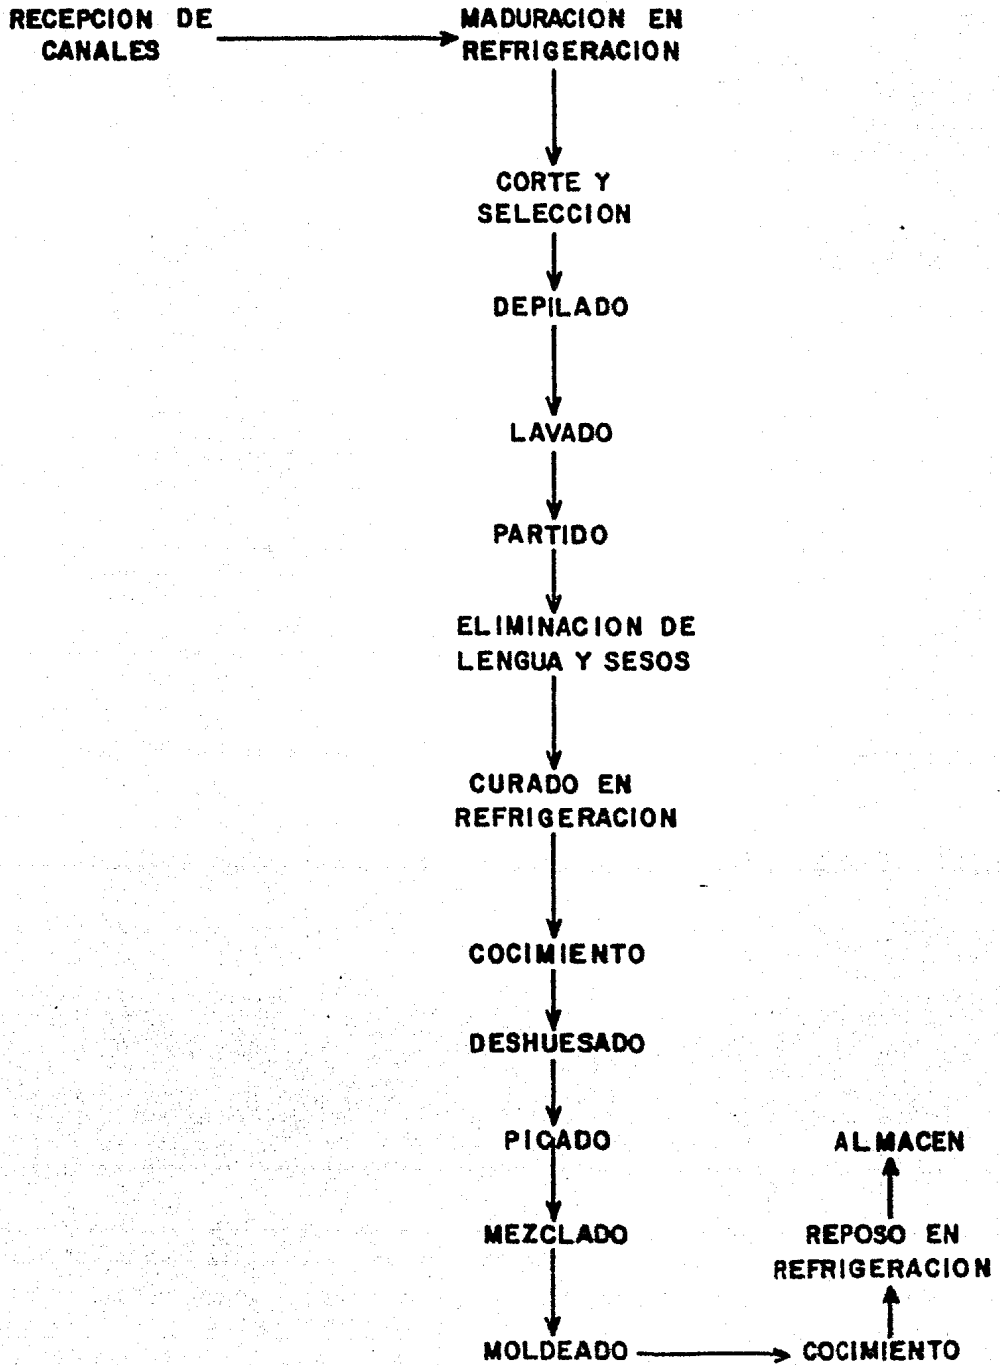 RECEPCION DE
CANALES
MADURACION EN
REFRIGERACION
CORTE Y
SELECCION
DEPILADO
LAVADO
PARTIDO
ELIMINACION DE
LENGUA Y SESOS
CURADO EN
REFRIGERACION
COCIMIENTO
DESHUESADO
PICADO
MEZCLADO
MOLDEADO
COCIMIENTO
REPOSO EN
REFRIGERACION
ALMACEN